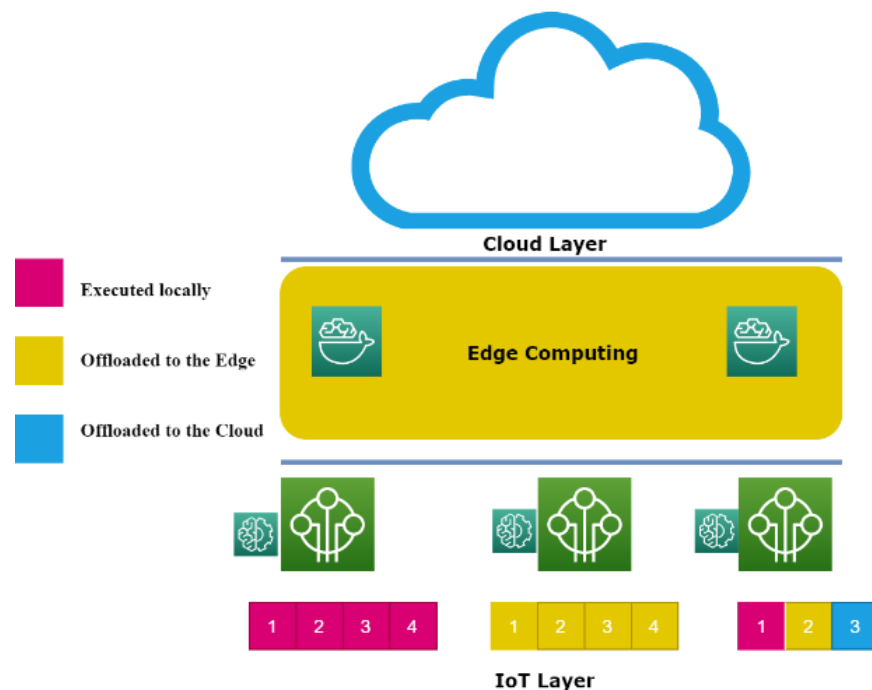 Cloud Layer
Executed locally
Offloaded to the Edge
Edge Computing
Offloaded to the Cloud
1 2 3 4
1 2 3 4
1 2 3
IoT Layer